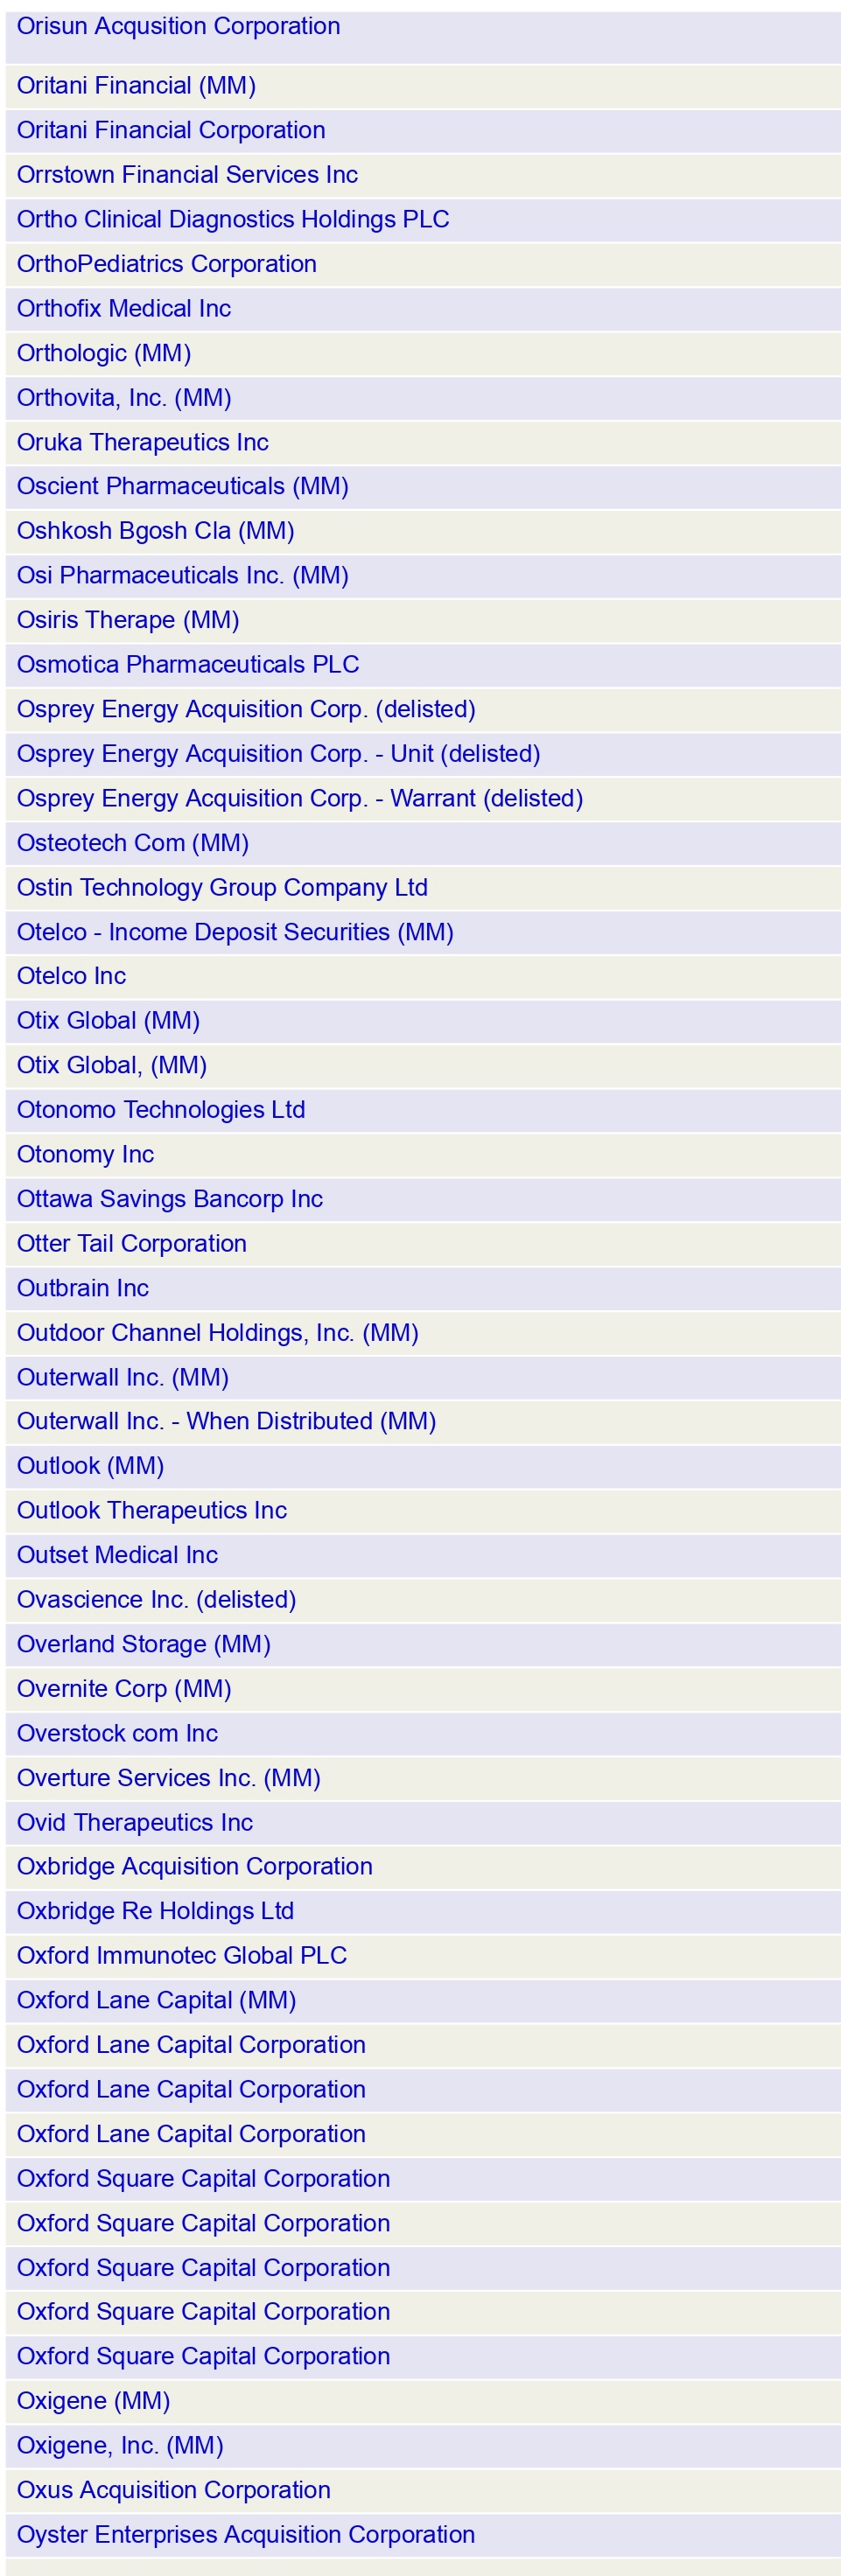 Orisun Acqusition Corporation
Oritani Financial (MM)
Oritani Financial Corporation
Orrstown Financial Services Inc
Ortho Clinical Diagnostics Holdings PLC
OrthoPediatrics Corporation
Orthofix Medical Inc
Orthologic (MM)
Orthovita, Inc. (MM)
Oruka Therapeutics Inc
Oscient Pharmaceuticals (MM)
Oshkosh Bgosh Cla (MM)
Osi Pharmaceuticals Inc. (MM)
Osiris Therape (MM)
Osmotica Pharmaceuticals PLC
Osprey Energy Acquisition Corp. (delisted)
Osprey Energy Acquisition Corp. - Unit (delisted)
Osprey Energy Acquisition Corp. - Warrant (delisted)
Osteotech Com (MM)
Ostin Technology Group Company Ltd
Otelco - Income Deposit Securities (MM)
Otelco Inc
Otix Global (MM)
Otix Global, (MM)
Otonomo Technologies Ltd
Otonomy Inc
Ottawa Savings Bancorp Inc
Otter Tail Corporation
Outbrain Inc
Outdoor Channel Holdings, Inc. (MM)
Outerwall Inc. (MM)
Outerwall Inc. - When Distributed (MM)
Outlook (MM)
Outlook Therapeutics Inc
Outset Medical Inc
Ovascience Inc. (delisted)
Overland Storage (MM)
Overnite Corp (MM)
Overstock com Inc
Overture Services Inc. (MM)
Ovid Therapeutics Inc
Oxbridge Acquisition Corporation
Oxbridge Re Holdings Ltd
Oxford Immunotec Global PLC
Oxford Lane Capital (MM)
Oxford Lane Capital Corporation
Oxford Lane Capital Corporation
Oxford Lane Capital Corporation
Oxford Square Capital Corporation
Oxford Square Capital Corporation
Oxford Square Capital Corporation
Oxford Square Capital Corporation
Oxford Square Capital Corporation
Oxigene (MM)
Oxigene, Inc. (MM)
Oxus Acquisition Corporation
Oyster Enterprises Acquisition Corporation